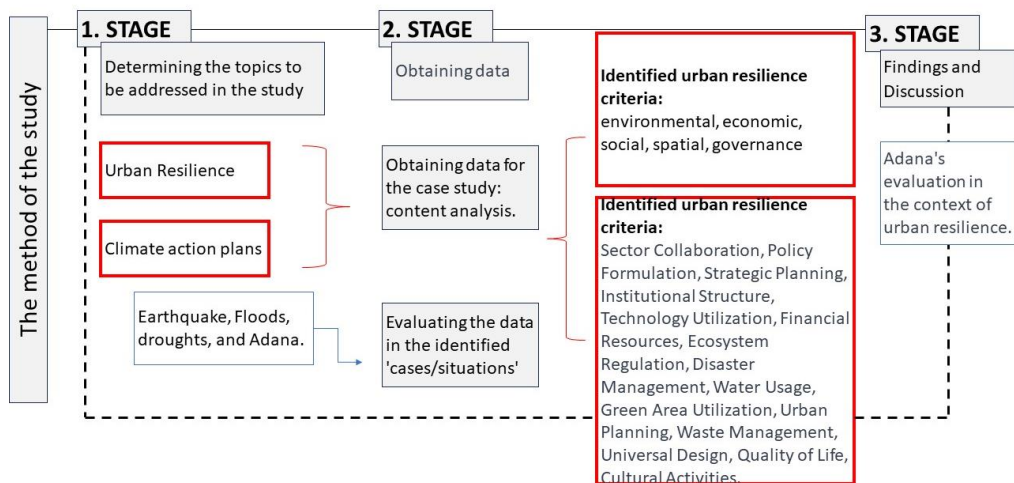 The method of the study
1. STAGE
Determining the topics to
be addressed in the study
Urban Resilience
Climate action plans
Earthquake, Floods,
droughts, and Adana.
2. STAGE
Obtaining data
Obtaining data for
the case study:
content analysis.
Evaluating the data
in the identified
'cases/situations'
Identified urban resilience
criteria:
environmental, economic,
social, spatial, governance
Identified urban resilience
criteria:
Sector Collaboration, Policy
Formulation, Strategic Planning,
Institutional Structure,
Technology Utilization, Financial
Resources, Ecosystem
Regulation, Disaster
Management, Water Usage,
Green Area Utilization, Urban
Planning, Waste Management,
Universal Design, Quality of Life,
Cultural Activities.
3. STAGE
Findings and
Discussion
Adana's
evaluation in
the context of
urban resilience.